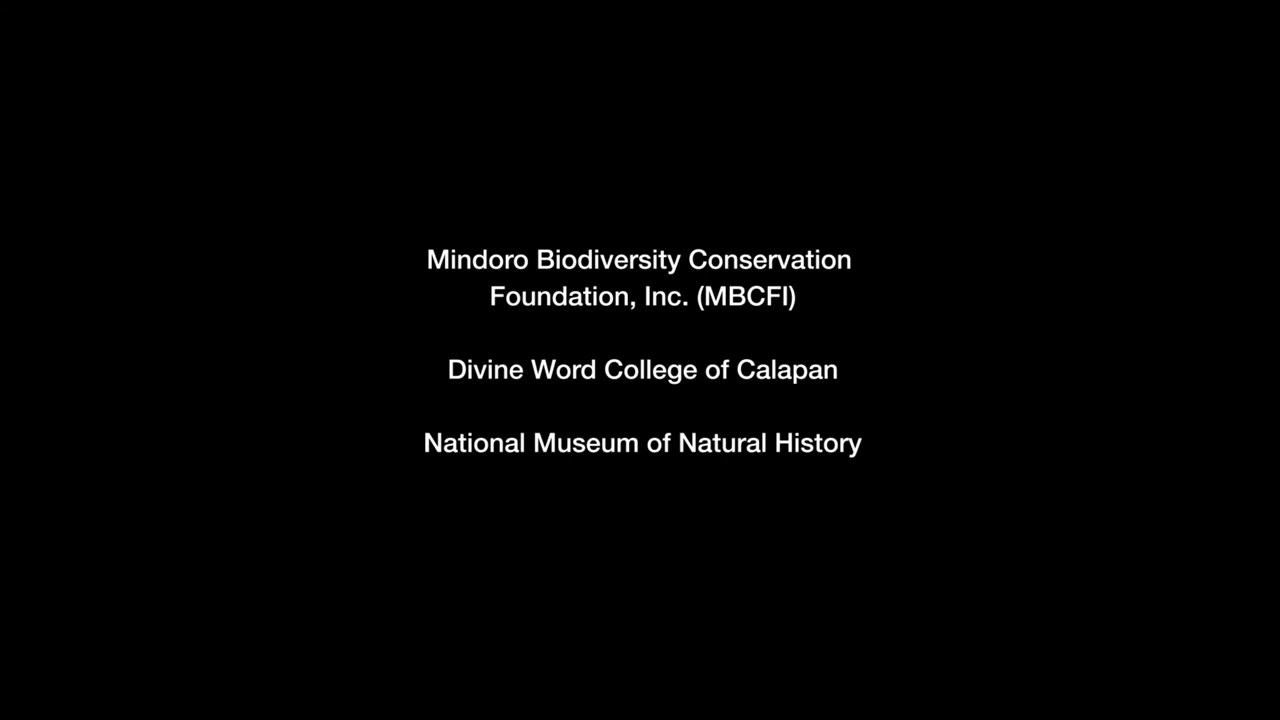 Mindoro Biodiversity Conservation
Foundation, Inc. (MBCFI)
Divine Word College of Calapan
National Museum of Natural History